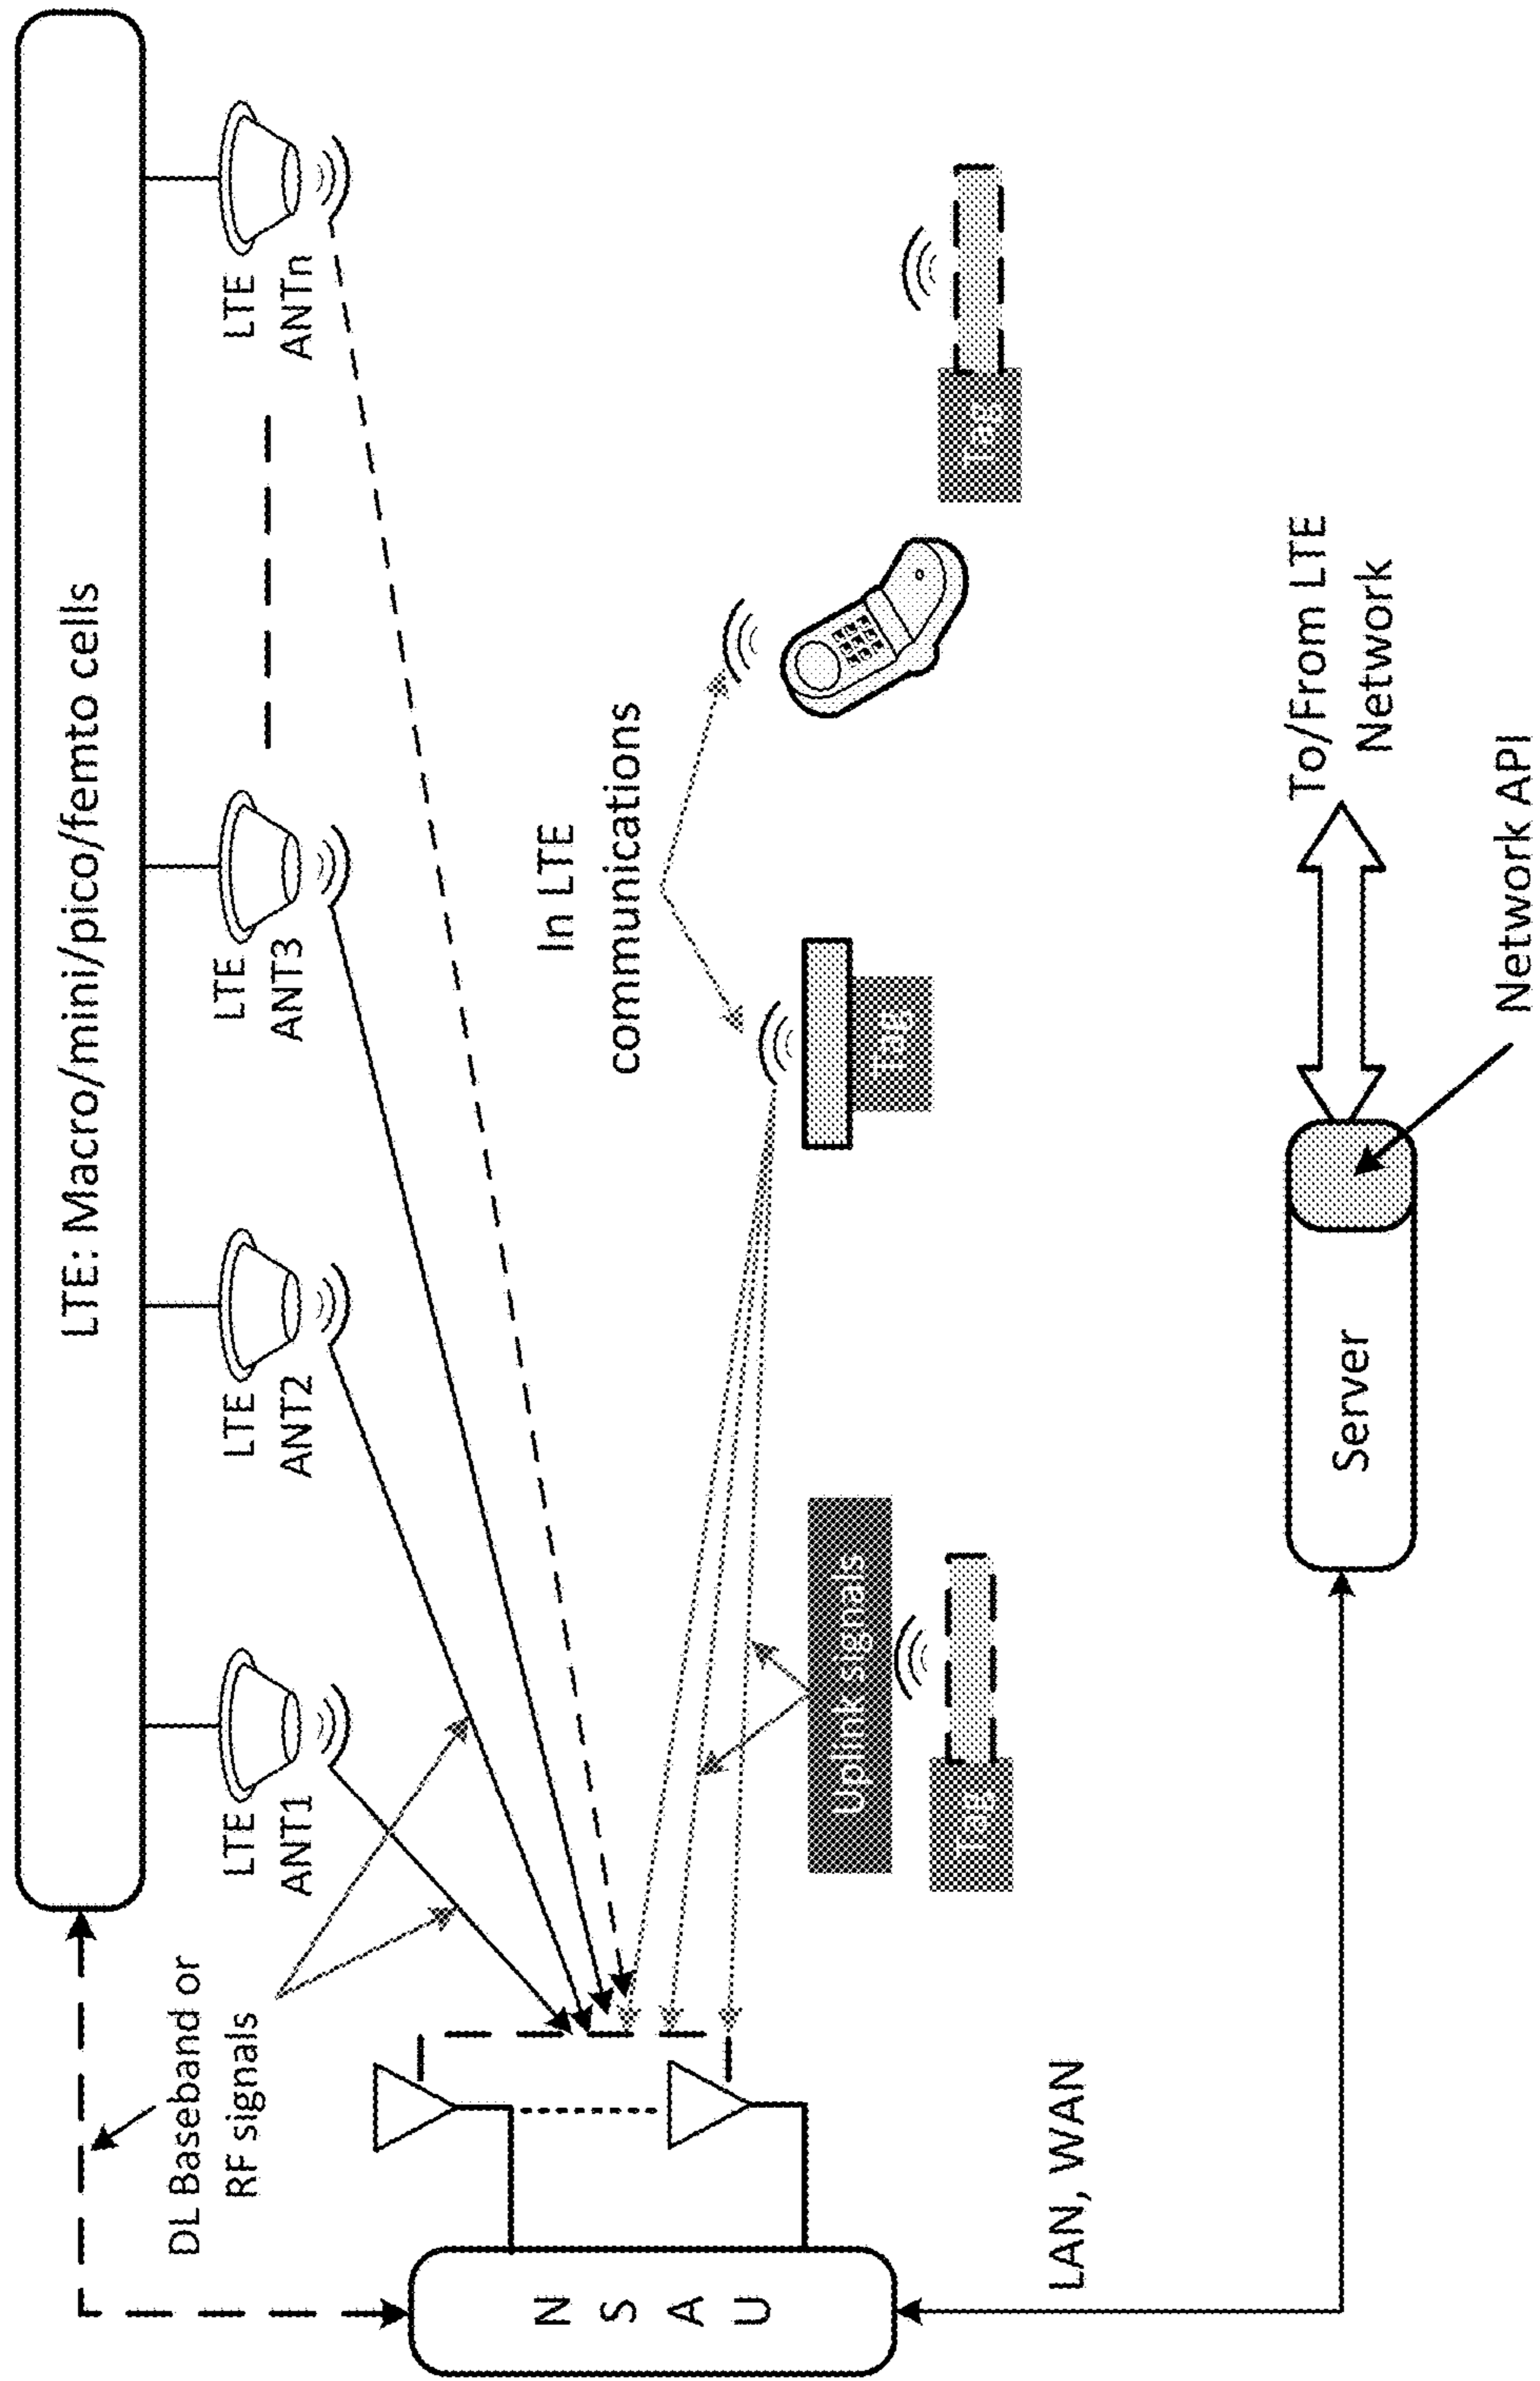 LTE: Macro/mini/pico/femto cells
DL Baseband or
RF signals
LTE
ANT1
LTE
ANT2
LTE
ANT3
LTE
ANTn
In LTE
communications
N
S
A
U
Uplink signals
Tag
Tag
Tag
LAN, WAN
Server
To/From LTE
Network
Network API